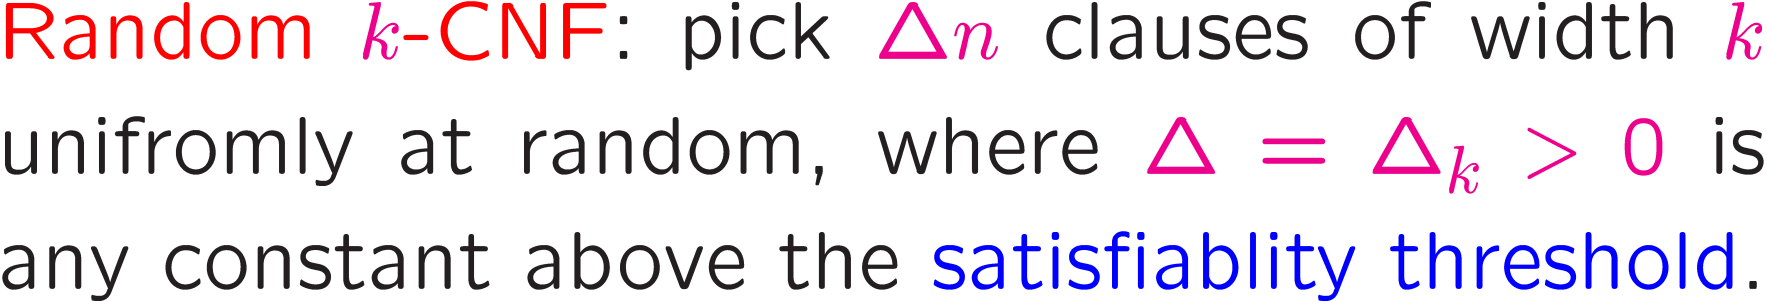 Random k-CNF: pick Δn clauses of width k
unifromly at random, where Δ = Δₖ > 0 is
any constant above the satisfiablity threshold.